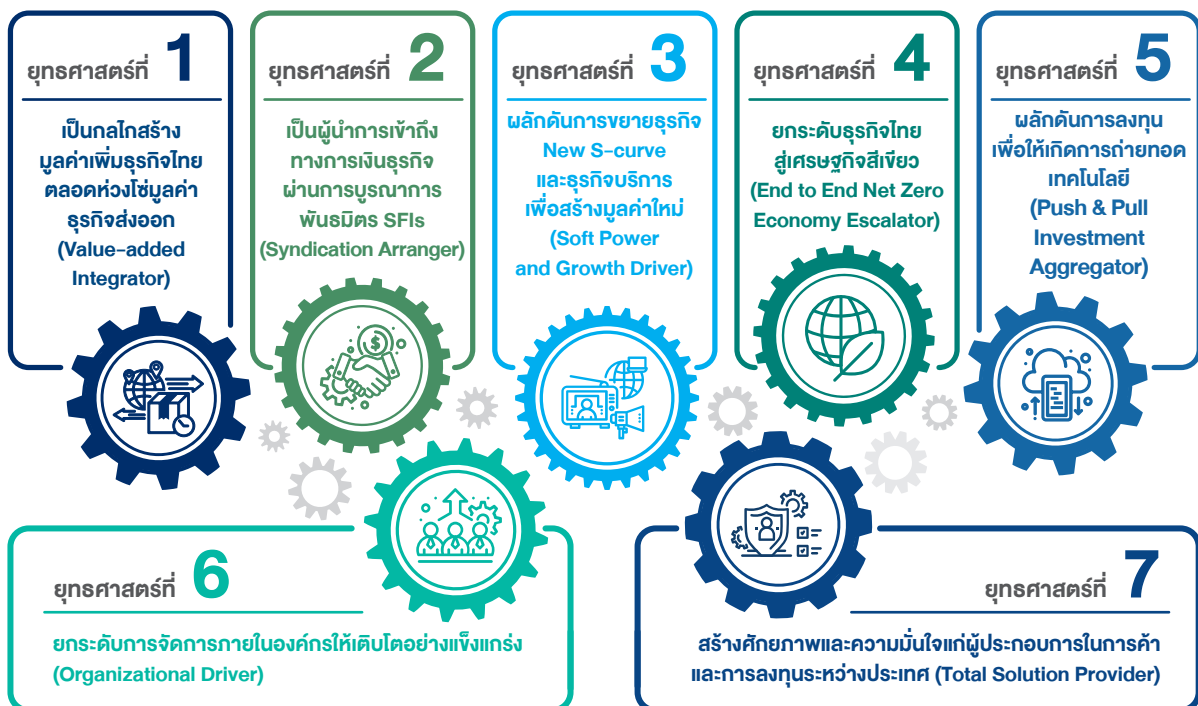 ยุทธศาสตร์ที่ 1
เป็นกลไกสร้าง
มูลค่าเพิ่มธุรกิจไทย
ตลอดห่วงโซ่มูลค่า
ธุรกิจส่งออก
(Value-added
Integrator)
ยุทธศาสตร์ที่ 2
เป็นผู้นำการเข้าถึง
ทางการเงินธุรกิจ
ผ่านการบูรณาการ
พันธมิตร SFIs
(Syndication Arranger)
ยุทธศาสตร์ที่ 3
ผลักดันการขยายธุรกิจ
New S-curve
และธุรกิจบริการ
เพื่อสร้างมูลค่าใหม่
(Soft Power
and Growth Driver)
ยุทธศาสตร์ที่ 4
ยกระดับธุรกิจไทย
สู่เศรษฐกิจสีเขียว
(End to End Net Zero
Economy Escalator)
ยุทธศาสตร์ที่ 5
ผลักดันการลงทุน
เพื่อให้เกิดการถ่ายทอด
เทคโนโลยี
(Push & Pull
Investment
Aggregator)
ยุทธศาสตร์ที่ 6
ยกระดับการจัดการภายในองค์กรให้เติบโตอย่างแข็งแกร่ง
(Organizational Driver)
ยุทธศาสตร์ที่ 7
สร้างศักยภาพและความมั่นใจแก่ผู้ประกอบการในการค้า
และการลงทุนระหว่างประเทศ (Total Solution Provider)